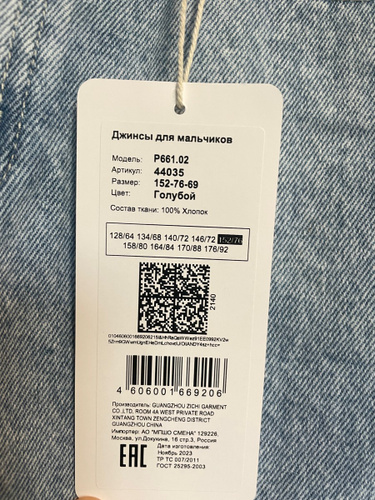 Джинсы для мальчиков
Модель: P661.02
Артикул: 44035
Размер: 152-76-69
Цвет: Голубой
Состав ткани: 100% Хлопок
128/64 134/68 140/72 146/72 152/76
158/80 164/84 170/88 176/92
2140
4 606001 669206
Производитель: GUANGZHOU ZICHI GARMENT
CO.,LTD, ROOM 4A WEST PRIVATE ROAD
XINTANG TOWN ZENGCHENG DISTRICT
GUANGZHOU CHINA
Импортер: АО "МПШО СМЕНА" 129226,
Москва, ул.Докукина, 16 стр.3, Россия
EAC
Дата изготовления:
Ноябрь 2023
ТР ТС 007/2011
ГОСТ 25295-2003